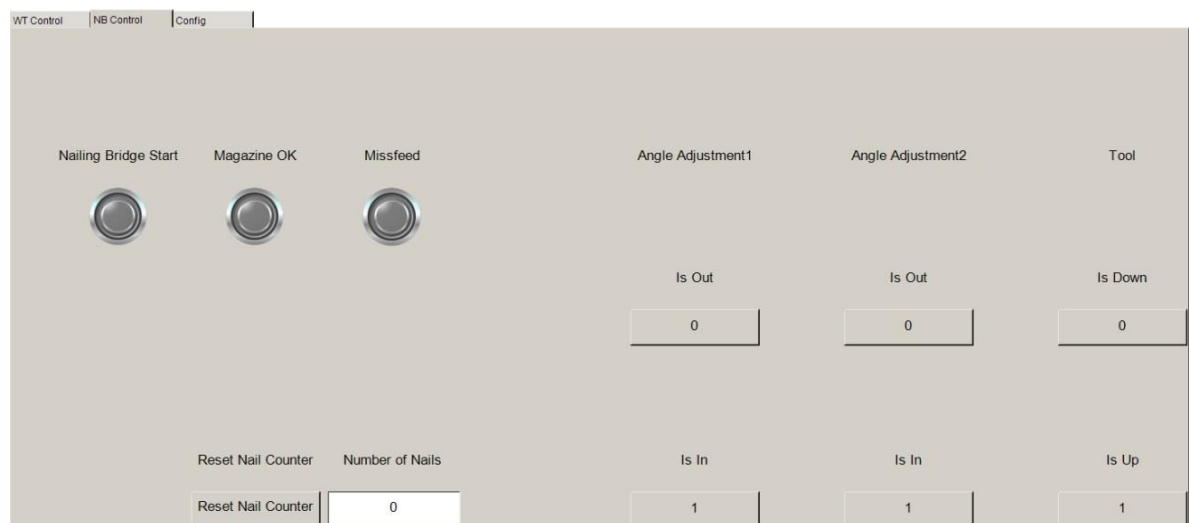 WT Control NB Control Config
Nailing Bridge Start Magazine OK Missfeed Angle Adjustment1 Angle Adjustment2 Tool
Is Out Is Out Is Down
0 0 0
Reset Nail Counter Number of Nails Is In Is In Is Up
Reset Nail Counter 0 1 1 1